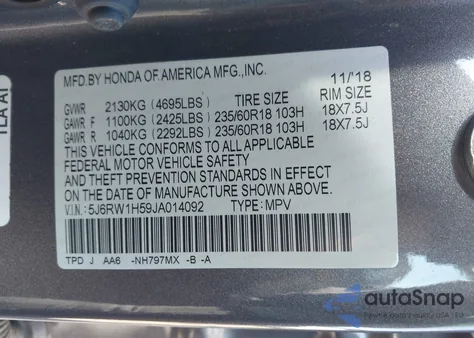 MFD. BY HONDA OF AMERICA MFG., INC. 11/'18
GVWR 2130KG (4695LBS) TIRE SIZE RIM SIZE
GAWR F 1100KG (2425LBS) 235/60R18 103H 18X7.5J
GAWR R 1040KG (2292LBS) 235/60R18 103H 18X7.5J
THIS VEHICLE CONFORMS TO ALL APPLICABLE
FEDERAL MOTOR VEHICLE SAFETY
AND THEFT PREVENTION STANDARDS IN EFFECT
ON THE DATE OF MANUFACTURE SHOWN ABOVE.
V.I.N: 5J6RW1H59JA014092 TYPE: MPV
TPD J AA6 -NH797MX -B -A
autoSnap